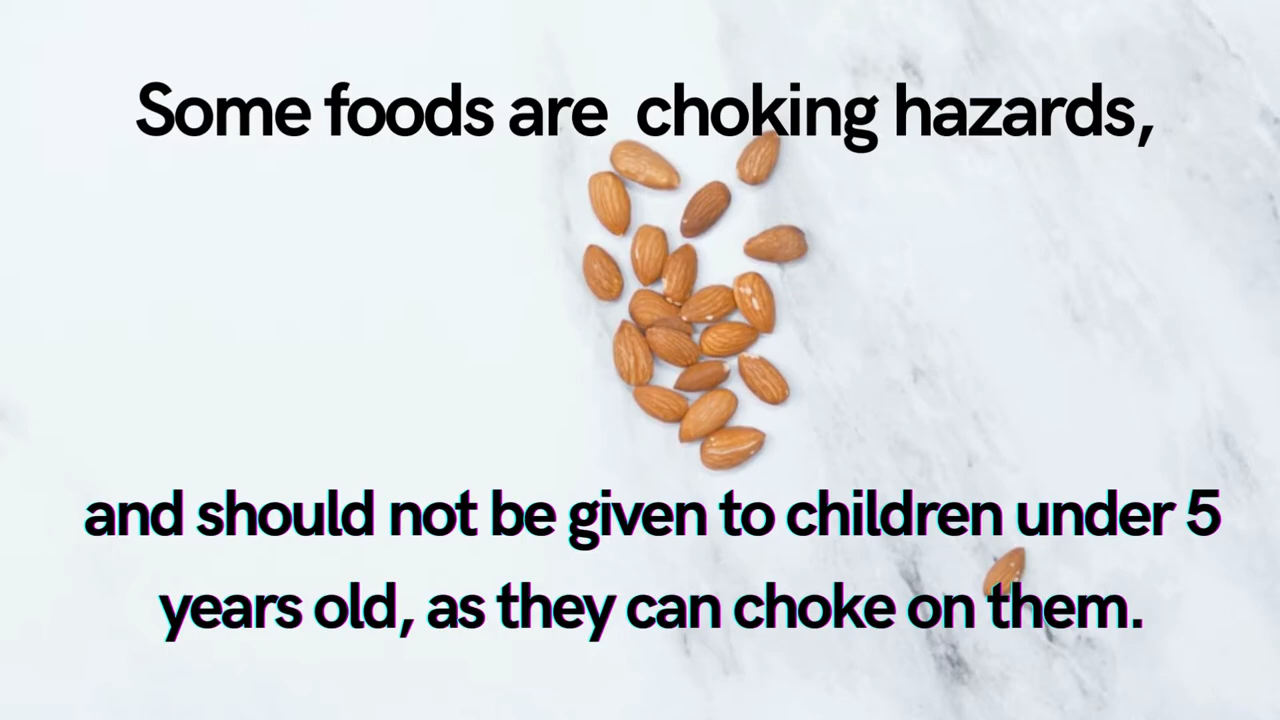 Some foods are choking hazards,
and should not be given to children under 5
years old, as they can choke on them.